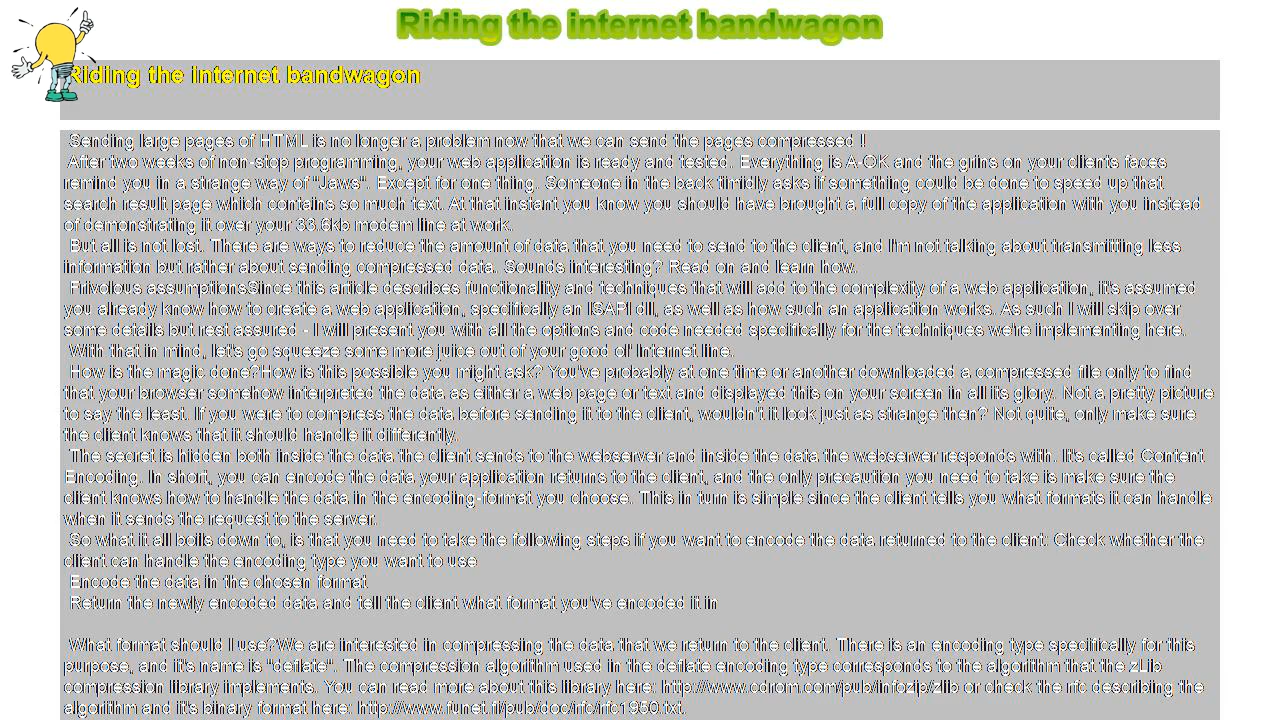 Riding the internet bandwagon
Riding the internet bandwagon
Sending large pages of HTML is no longer a problem now that we can send the pages compressed !
After two weeks of non-stop programming, your web application is ready and tested. Everything is A-OK and the grins on your clients faces
remind you in a strange way of "Jaws". Except for one thing. Someone in the back timidly asks if something could be done to speed up that
search result page which contains so much text. At that instant you know you should have brought a full copy of the application with you instead
of demonstrating it over your 33.6kb modem line at work.
But all is not lost. There are ways to reduce the amount of data that you need to send to the client, and I'm not talking about transmitting less
information but rather about sending compressed data. Sounds interesting? Read on and learn how.
Frivolous assumptionsSince this article describes functionality and techniques that will add to the complexity of a web application, it's assumed
you already know how to create a web application, specifically an ISAPI dll, as well as how such an application works. As such I will skip over
some details but rest assured - I will present you with all the options and code needed specifically for the techniques we're implementing here.
With that in mind, let's go squeeze some more juice out of your good ol' Internet line.
How is the magic done?How is this possible you might ask? You've probably at one time or another downloaded a compressed file only to find
that your browser somehow interpreted the data as either a web page or text and displayed this on your screen in all its glory. Not a pretty picture
to say the least. If you were to compress the data before sending it to the client, wouldn't it look just as strange then? Not quite, only make sure
the client knows that it should handle it differently.
The secret is hidden both inside the data the client sends to the webserver and inside the data the webserver responds with. It's called Content
Encoding. In short, you can encode the data your application returns to the client, and the only precaution you need to take is make sure the
client knows how to handle the data in the encoding-format you choose. This in turn is simple since the client tells you what formats it can handle
when it sends the request to the server.
So what it all boils down to, is that you need to take the following steps if you want to encode the data returned to the client: Check whether the
client can handle the encoding type you want to use
Encode the data in the chosen format
Return the newly encoded data and tell the client what format you've encoded it in
What format should I use?We are interested in compressing the data that we return to the client. There is an encoding type specifically for this
purpose, and it's name is "deflate". The compression algorithm used in the deflate encoding type corresponds to the algorithm that the zLib
compression library implements. You can read more about this library here: http://www.cdrom.com/pub/infozip/zlib or check the rfc describing the
algorithm and it's binary format here: http://www.funet.fi/pub/doc/rfc/rfc1950.txt.